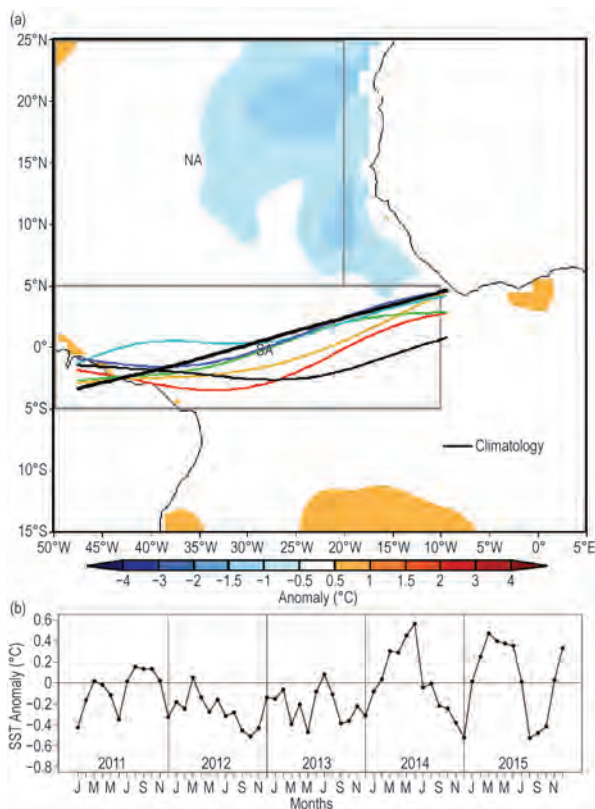 (a)
25°N
20°N
15°N
10°N
5°N
0°N
5°S
10°S
15°S
NA
SA
Climatology
50°W 45°W 40°W 35°W 30°W 25°W 20°W 15°W 10°W 5°W 0°W 5°E
−4 −3 −2 −1.5 −1 −0.5 0.5 1 1.5 2 3 4
Anomaly (°C)
(b)
SST Anomaly (°C)
0.6
0.4
0.2
0
−0.2
−0.4
−0.6
−0.8
2011 2012 2013 2014 2015
J M M J S N J M M J S N J M M J S N J M M J S N J M M J S N
Months